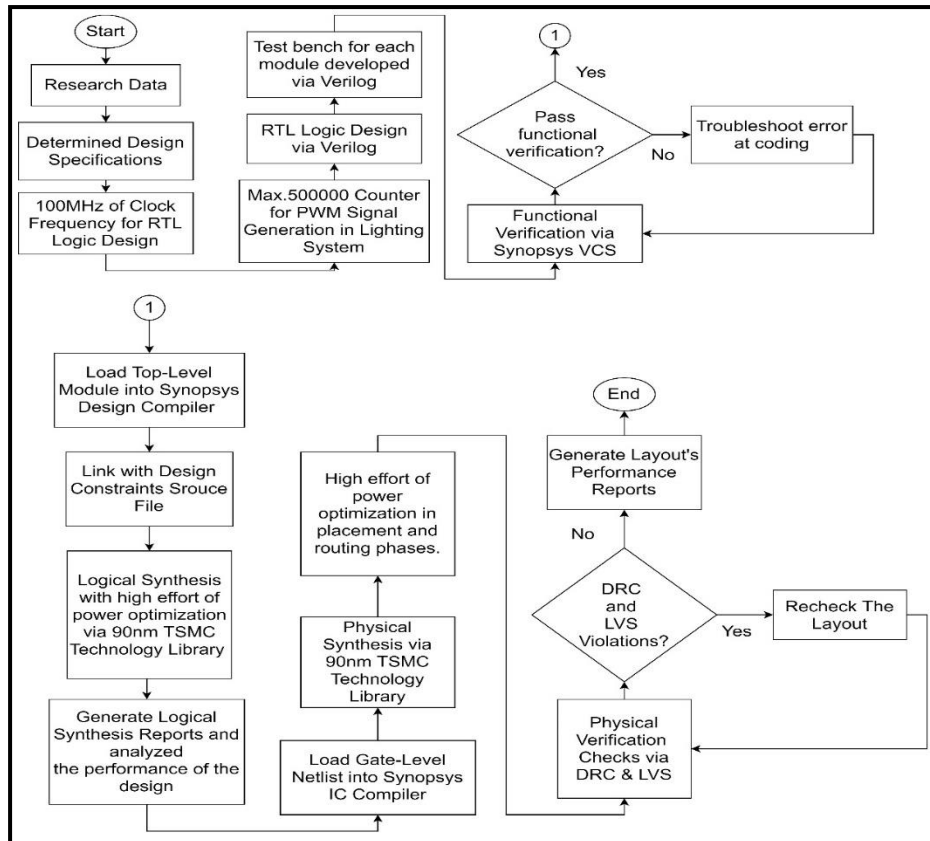 Start
Research Data
Determined Design
Specifications
100MHz of Clock
Frequency for RTL
Logic Design
Max.500000 Counter
for PWM Signal
Generation in Lighting
System
RTL Logic Design
via Verilog
Test bench for each
module developed
via Verilog
Functional
Verification via
Synopsys VCS
Pass
functional
verification?
No
Troubleshoot error
at coding
Yes
1
1
Load Top-Level
Module into Synopsys
Design Compiler
Link with Design
Constraints Srouce
File
Logical Synthesis
with high effort of
power optimization
via 90nm TSMC
Technology Library
Generate Logical
Synthesis Reports and
analyzed
the performance of the
design
Load Gate-Level
Netlist into Synopsys
IC Compiler
Physical
Synthesis via
90nm TSMC
Technology
Library
High effort of
power
optimization in
placement and
routing phases.
Physical
Verification
Checks via
DRC & LVS
DRC
and
LVS
Violations?
Yes
Recheck The
Layout
No
Generate Layout's
Performance
Reports
End